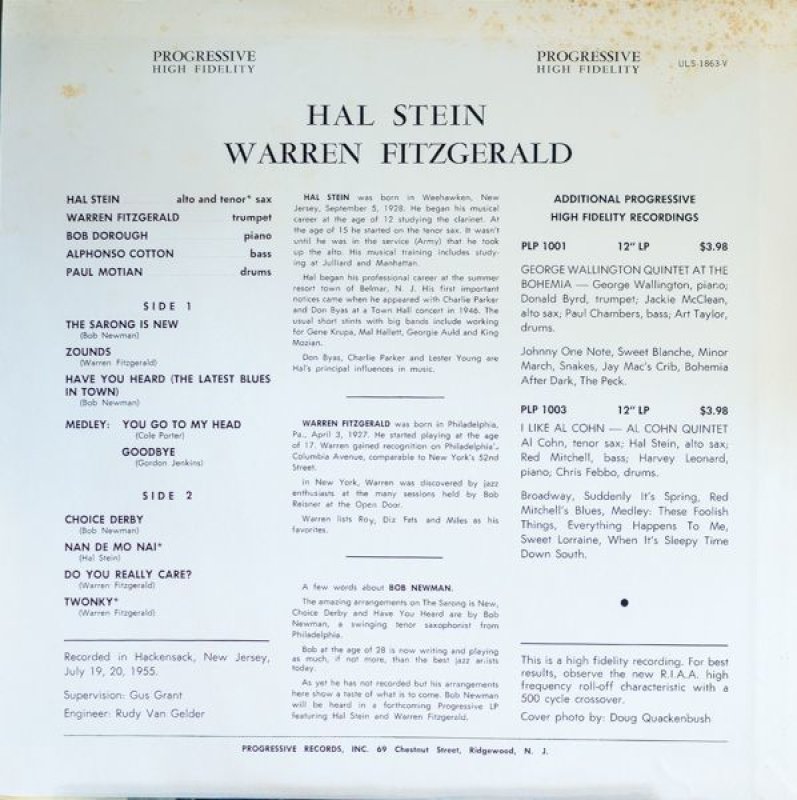 PROGRESSIVE
HIGH FIDELITY
PROGRESSIVE
HIGH FIDELITY
ULS-1863-V
HAL STEIN
WARREN FITZGERALD
HAL STEIN alto and tenor* sax
WARREN FITZGERALD trumpet
BOB DOROUGH piano
ALPHONSO COTTON bass
PAUL MOTIAN drums
SIDE 1
THE SARONG IS NEW
(Bob Newman)
ZOUNDS
(Warren Fitzgerald)
HAVE YOU HEARD (THE LATEST BLUES
IN TOWN)
(Bob Newman)
MEDLEY: YOU GO TO MY HEAD
(Cole Porter)
GOODBYE
(Gordon Jenkins)
SIDE 2
CHOICE DERBY
(Bob Newman)
NAN DE MO NAI*
(Hal Stein)
DO YOU REALLY CARE?
(Warren Fitzgerald)
TWONKY*
(Warren Fitzgerald)
Recorded in Hackensack, New Jersey,
July 19, 20, 1955.
Supervision: Gus Grant
Engineer: Rudy Van Gelder
HAL STEIN was born in Weehawken, New
Jersey, September 5, 1928. He began his musical
career at the age of 12 studying the clarinet. At
the age of 15 he started on the tenor sax. It wasn't
until he was in the service (Army) that he took
up the alto. His musical training includes study-
ing at Julliard and Manhattan.
Hal began his professional career at the summer
resort town of Belmar, N. J. His first important
notices came when he appeared with Charlie Parker
and Don Byas at a Town Hall concert in 1946. The
usual short stints with big bands include working
for Gene Krupa, Mal Hallett, Georgie Auld and King
Mozian.
Don Byas, Charlie Parker and Lester Young are
Hal's principal influences in music.
WARREN FITZGERALD was born in Philadelphia,
Pa., April 3, 1927. He started playing at the age
of 17. Warren gained recognition on Philadelphia's
Columbia Avenue, comparable to New York's 52nd
Street.
In New York, Warren was discovered by jazz
enthusiasts at the many sessions held by Bob
Reisner at the Open Door.
Warren lists Roy, Diz Fats and Miles as his
favorites.
A few words about BOB NEWMAN.
The amazing arrangements on The Sarong is New,
Choice Derby and Have You Heard are by Bob
Newman, a swinging tenor saxophonist from
Philadelphia.
Bob at the age of 28 is now writing and playing
as much, if not more, than the best jazz artists
today.
As yet he has not recorded but his arrangements
here show a taste of what is to come. Bob Newman
will be heard in a forthcoming Progressive LP
featuring Hal Stein and Warren Fitzgerald.
ADDITIONAL PROGRESSIVE
HIGH FIDELITY RECORDINGS
PLP 1001 12" LP $3.98
GEORGE WALLINGTON QUINTET AT THE
BOHEMIA — George Wallington, piano;
Donald Byrd, trumpet; Jackie McClean,
alto sax; Paul Chambers, bass; Art Taylor,
drums.
Johnny One Note, Sweet Blanche, Minor
March, Snakes, Jay Mac's Crib, Bohemia
After Dark, The Peck.
PLP 1003 12" LP $3.98
I LIKE AL COHN — AL COHN QUINTET
Al Cohn, tenor sax; Hal Stein, alto sax;
Red Mitchell, bass; Harvey Leonard,
piano; Chris Febbo, drums.
Broadway, Suddenly It's Spring, Red
Mitchell's Blues, Medley: These Foolish
Things, Everything Happens To Me,
Sweet Lorraine, When It's Sleepy Time
Down South.
This is a high fidelity recording. For best
results, observe the new R.I.A.A. high
frequency roll-off characteristic with a
500 cycle crossover.
Cover photo by: Doug Quackenbush
PROGRESSIVE RECORDS, INC. 69 Chestnut Street, Ridgewood, N. J.